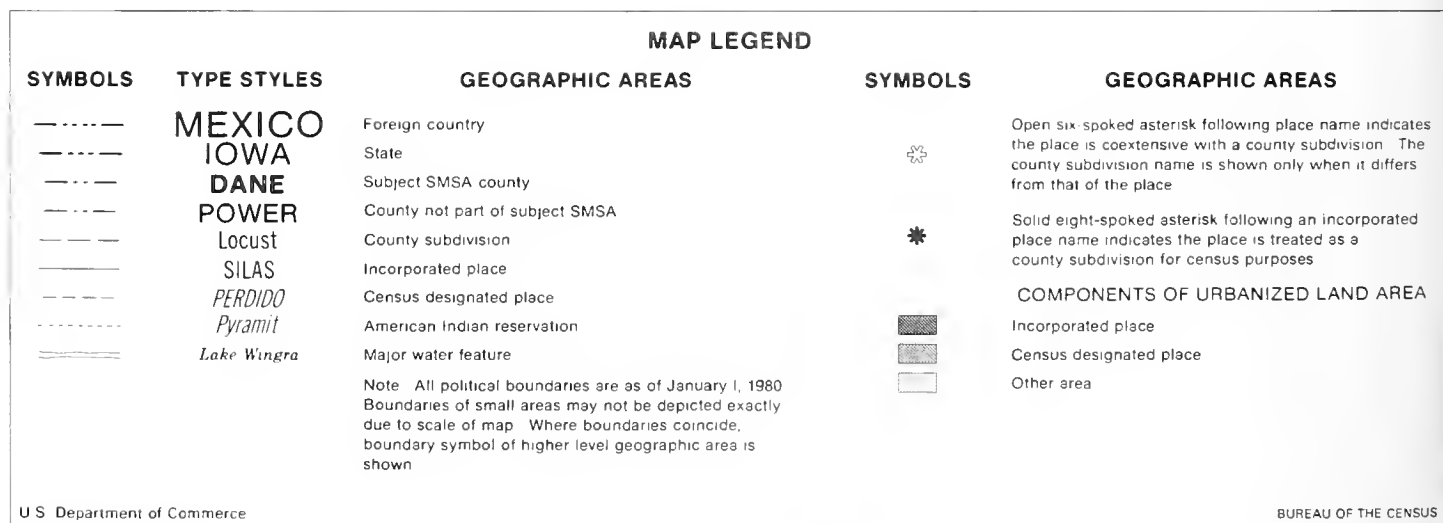 MAP LEGEND
SYMBOLS TYPE STYLES GEOGRAPHIC AREAS SYMBOLS GEOGRAPHIC AREAS
MEXICO Foreign country
IOWA State
DANE Subject SMSA county
POWER County not part of subject SMSA
Locust County subdivision
SILAS Incorporated place
PERDIDO Census designated place
Pyramit American Indian reservation
Lake Wingra Major water feature
Note All political boundaries are as of January 1, 1980
Boundaries of small areas may not be depicted exactly
due to scale of map Where boundaries coincide,
boundary symbol of higher level geographic area is
shown
Open six-spoked asterisk following place name indicates
the place is coextensive with a county subdivision The
county subdivision name is shown only when it differs
from that of the place
Solid eight-spoked asterisk following an incorporated
place name indicates the place is treated as a
county subdivision for census purposes
COMPONENTS OF URBANIZED LAND AREA
Incorporated place
Census designated place
Other area
U S Department of Commerce
BUREAU OF THE CENSUS